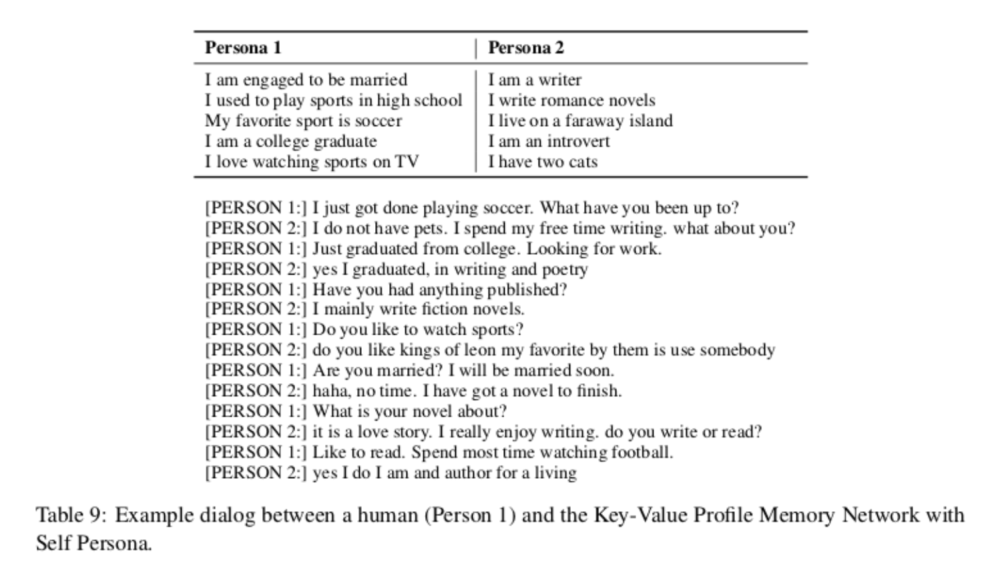 Persona 1 | Persona 2
I am engaged to be married | I am a writer
I used to play sports in high school | I write romance novels
My favorite sport is soccer | I live on a faraway island
I am a college graduate | I am an introvert
I love watching sports on TV | I have two cats
[PERSON 1:] I just got done playing soccer. What have you been up to?
[PERSON 2:] I do not have pets. I spend my free time writing. what about you?
[PERSON 1:] Just graduated from college. Looking for work.
[PERSON 2:] yes I graduated, in writing and poetry
[PERSON 1:] Have you had anything published?
[PERSON 2:] I mainly write fiction novels.
[PERSON 1:] Do you like to watch sports?
[PERSON 2:] do you like kings of leon my favorite by them is use somebody
[PERSON 1:] Are you married? I will be married soon.
[PERSON 2:] haha, no time. I have got a novel to finish.
[PERSON 1:] What is your novel about?
[PERSON 2:] it is a love story. I really enjoy writing. do you write or read?
[PERSON 1:] Like to read. Spend most time watching football.
[PERSON 2:] yes I do I am and author for a living
Table 9: Example dialog between a human (Person 1) and the Key-Value Profile Memory Network with
Self Persona.